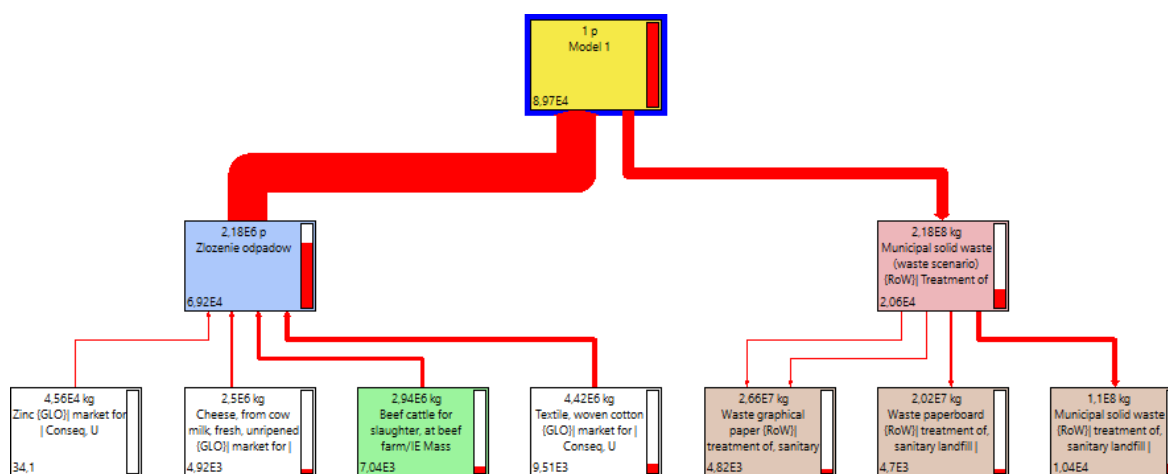 1 p
Model 1
8,97E4
2,18E6 p
Zlozenie odpadow
6,92E4
2,18E8 kg
Municipal solid waste
(waste scenario)
{RoW}| Treatment of
2,06E4
4,56E4 kg
Zinc {GLO}| market for
| Conseq, U
34,1
2,5E6 kg
Cheese, from cow
milk, fresh, unripened
{GLO}| market for |
4,92E3
2,94E6 kg
Beef cattle for
slaughter, at beef
farm/IE Mass
7,04E3
4,42E6 kg
Textile, woven cotton
{GLO}| market for |
Conseq, U
9,51E3
2,66E7 kg
Waste graphical
paper {RoW}|
treatment of, sanitary
4,82E3
2,02E7 kg
Waste paperboard
{RoW}| treatment of,
sanitary landfill |
4,7E3
1,1E8 kg
Municipal solid waste
{RoW}| treatment of,
sanitary landfill |
1,04E4